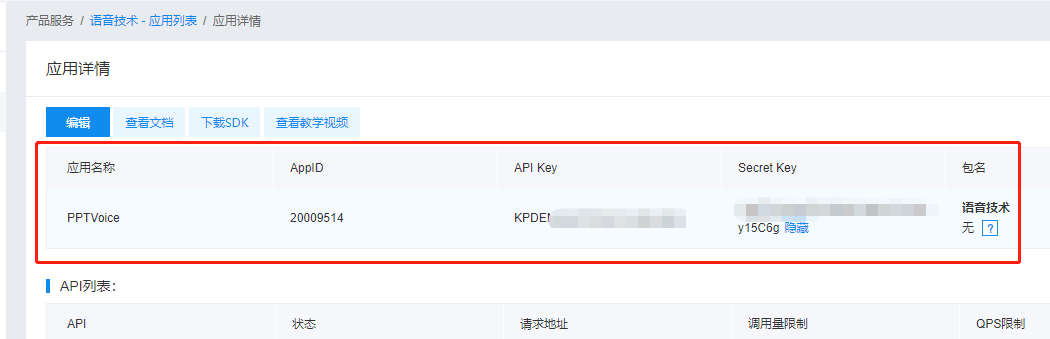 产品服务 / 语音技术 - 应用列表 / 应用详情
应用详情
编辑 查看文档 下载SDK 查看教学视频
应用名称 AppID API Key Secret Key 包名
PPTVoice 20009514 KPDE 语音技术
y15C6g 隐藏 无 ?
API列表：
API 状态 请求地址 调用量限制 QPS限制